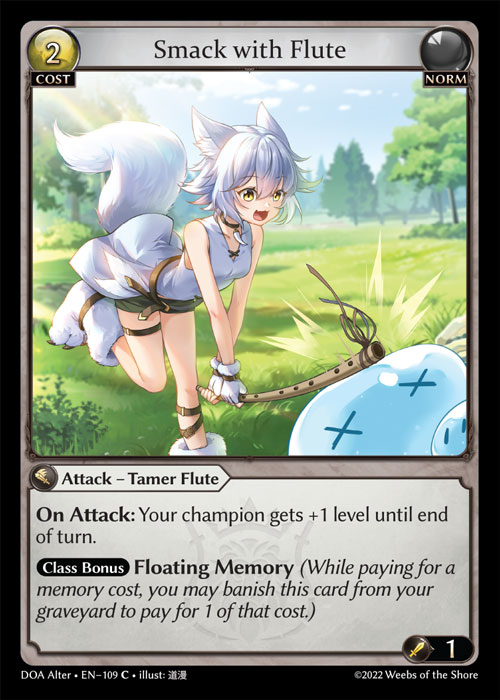 2
Smack with Flute
COST
NORM
Attack – Tamer Flute
On Attack: Your champion gets +1 level until end
of turn.
Class Bonus Floating Memory (While paying for a
memory cost, you may banish this card from your
graveyard to pay for 1 of that cost.)
1
DOA Alter • EN–109 C • illust: 道漫
©2022 Weebs of the Shore